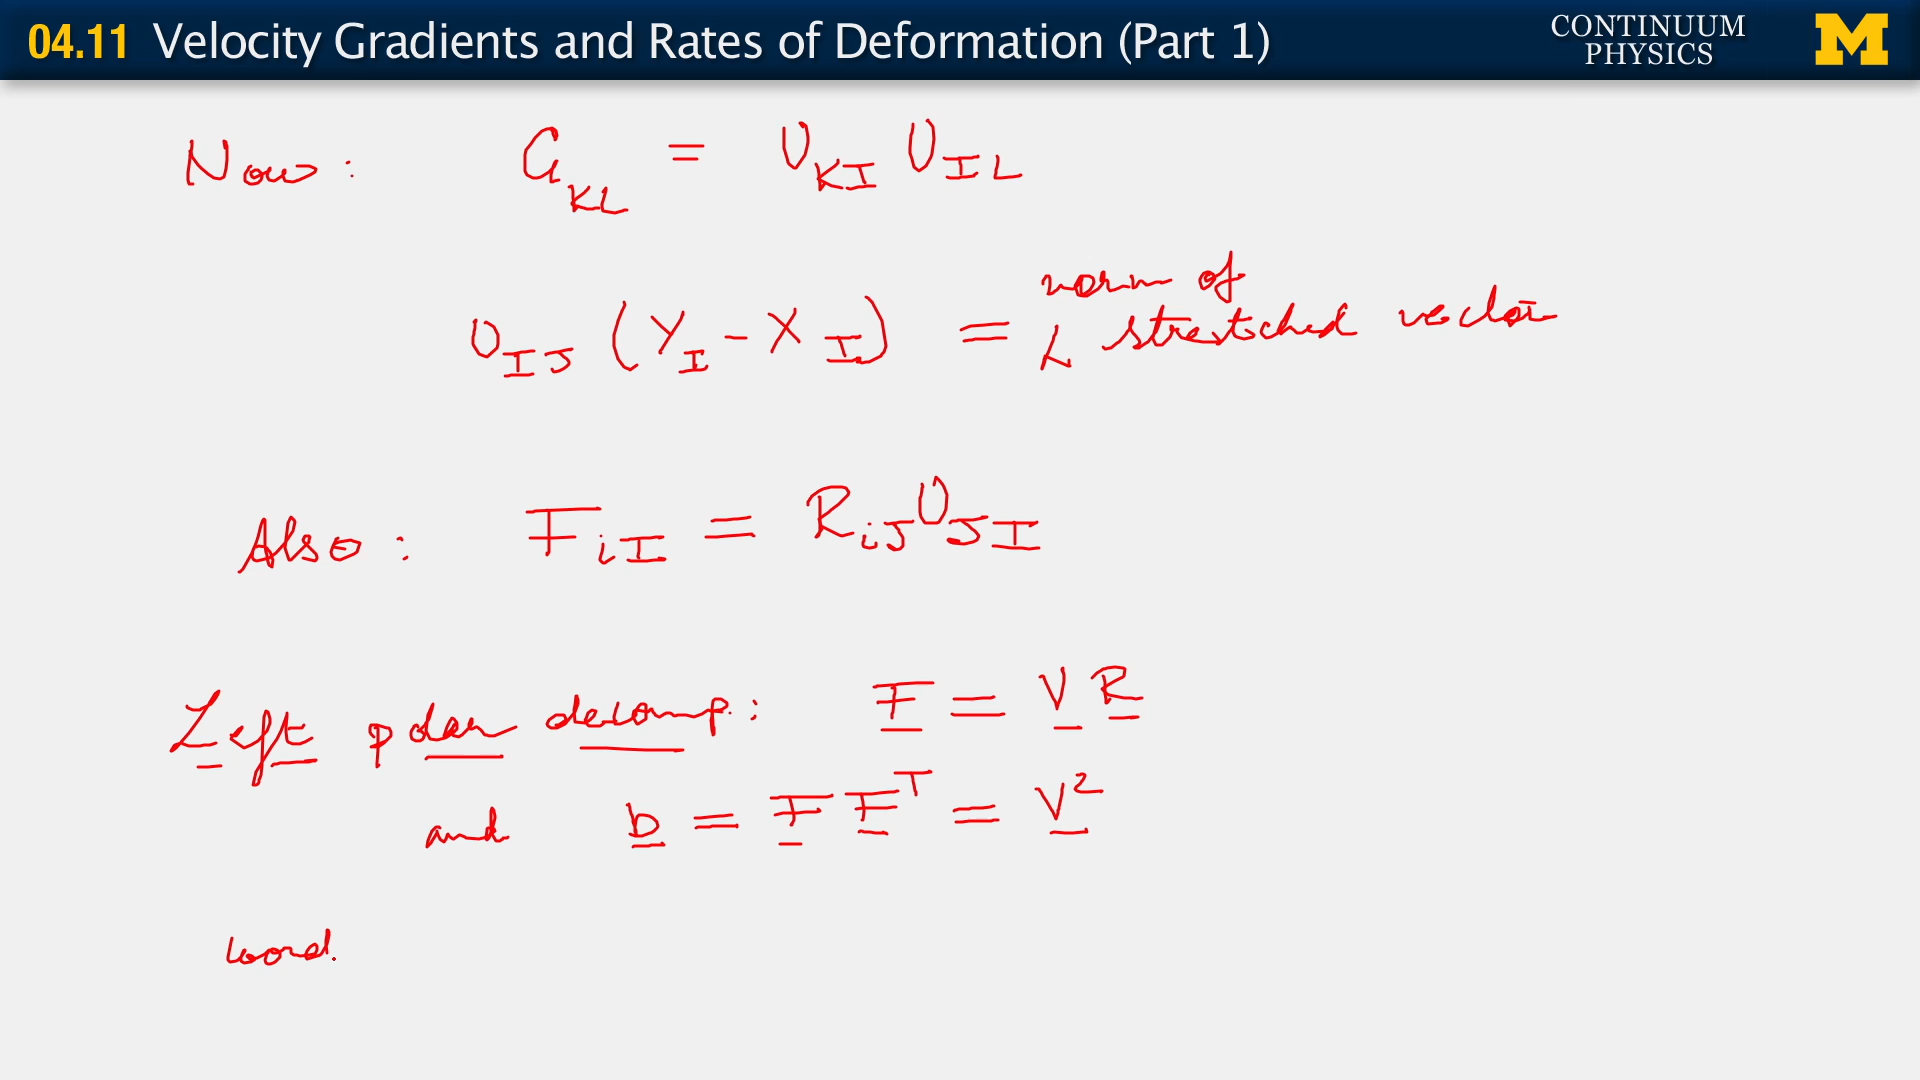 04.11 Velocity Gradients and Rates of Deformation (Part 1)
CONTINUUM
PHYSICS
M
Now: C_KL = U_KI U_IL
norm of
U_IJ (Y_I - X_I) = stretched vector
Also: F_iI = R_iJ U_JI
Left polar decomp: F = V R
and b = F F^T = V^2